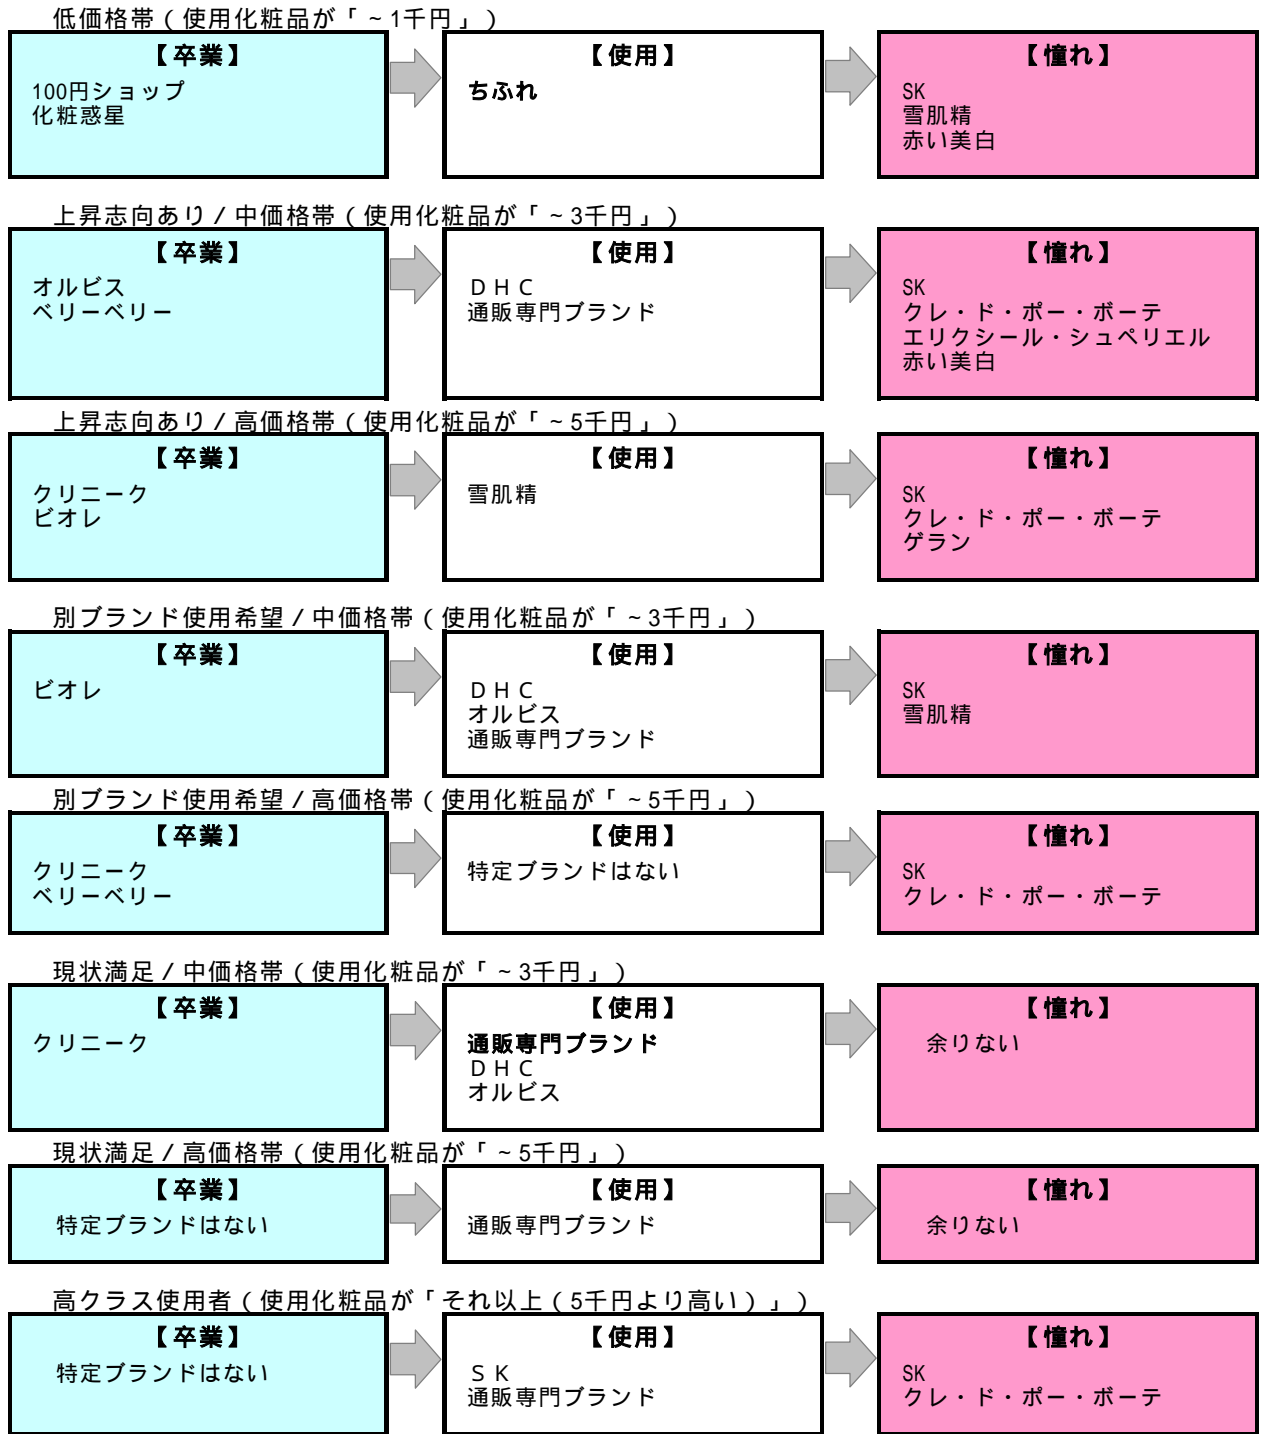 低価格帯(使用化粧品が「~1千円」)
【卒業】
100円ショップ
化粧惑星
【使用】
ちふれ
【憧れ】
SK
雪肌精
赤い美白
上昇志向あり/中価格帯(使用化粧品が「~3千円」)
【卒業】
オルビス
ベリーベリー
【使用】
DHC
通販専門ブランド
【憧れ】
SK
クレ・ド・ポー・ボーテ
エリクシール・シュペリエル
赤い美白
上昇志向あり/高価格帯(使用化粧品が「~5千円」)
【卒業】
クリニーク
ビオレ
【使用】
雪肌精
【憧れ】
SK
クレ・ド・ポー・ボーテ
ゲラン
別ブランド使用希望/中価格帯(使用化粧品が「~3千円」)
【卒業】
ビオレ
【使用】
DHC
オルビス
通販専門ブランド
【憧れ】
SK
雪肌精
別ブランド使用希望/高価格帯(使用化粧品が「~5千円」)
【卒業】
クリニーク
ベリーベリー
【使用】
特定ブランドはない
【憧れ】
SK
クレ・ド・ポー・ボーテ
現状満足/中価格帯(使用化粧品が「~3千円」)
【卒業】
クリニーク
【使用】
通販専門ブランド
DHC
オルビス
【憧れ】
余りない
現状満足/高価格帯(使用化粧品が「~5千円」)
【卒業】
特定ブランドはない
【使用】
通販専門ブランド
【憧れ】
余りない
高クラス使用者(使用化粧品が「それ以上(5千円より高い)」)
【卒業】
特定ブランドはない
【使用】
SK
通販専門ブランド
【憧れ】
SK
クレ・ド・ポー・ボーテ